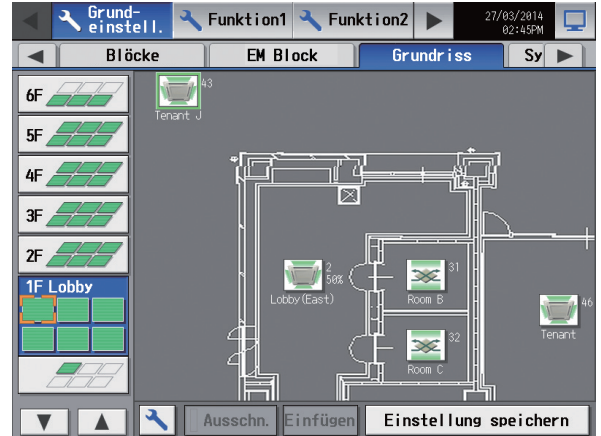 Grund-
einstell.
Funktion1
Funktion2
27/03/2014
02:45PM
Blöcke
EM Block
Grundriss
Sy
6F
5F
4F
3F
2F
1F Lobby
43
Tenant J
2
50%
Lobby(East)
31
Room B
32
Room C
46
Tenant
Ausschn.
Einfügen
Einstellung speichern